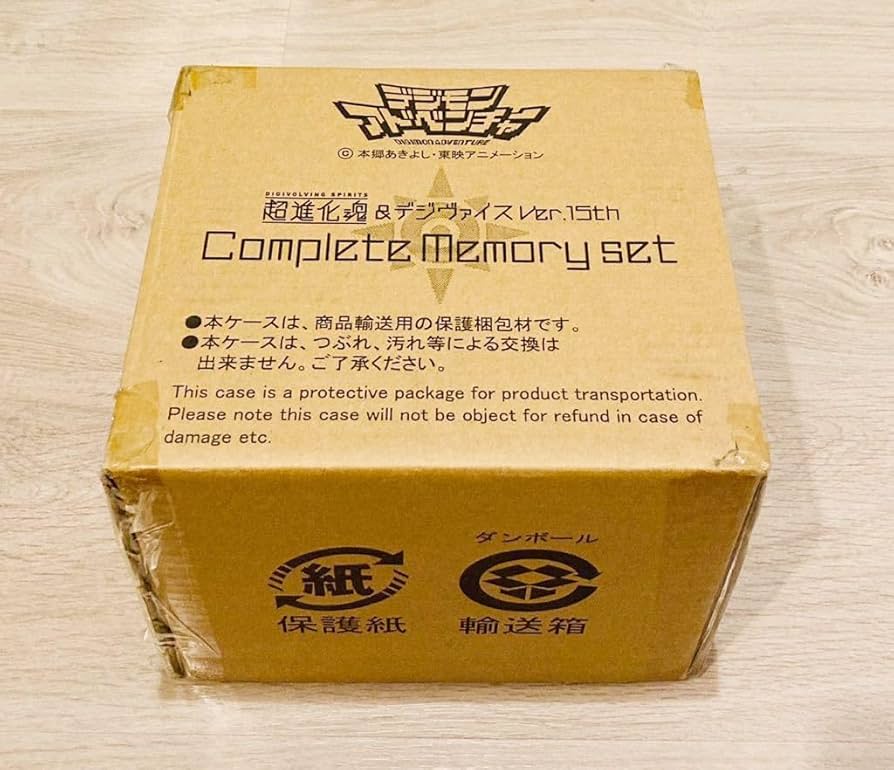 デジモン
アドベンチャー
DIGIMON ADVENTURE
© 本郷あきよし・東映アニメーション
DIGIVOLVING SPIRITS
超進化魂&デジヴァイスVer.15th
Complete Memory set
●本ケースは、商品輸送用の保護梱包材です。
●本ケースは、つぶれ、汚れ等による交換は
出来ません。ご了承ください。
This case is a protective package for product transportation.
Please note this case will not be object for refund in case of
damage etc.
ダンボール
紙
保護紙 輸送箱